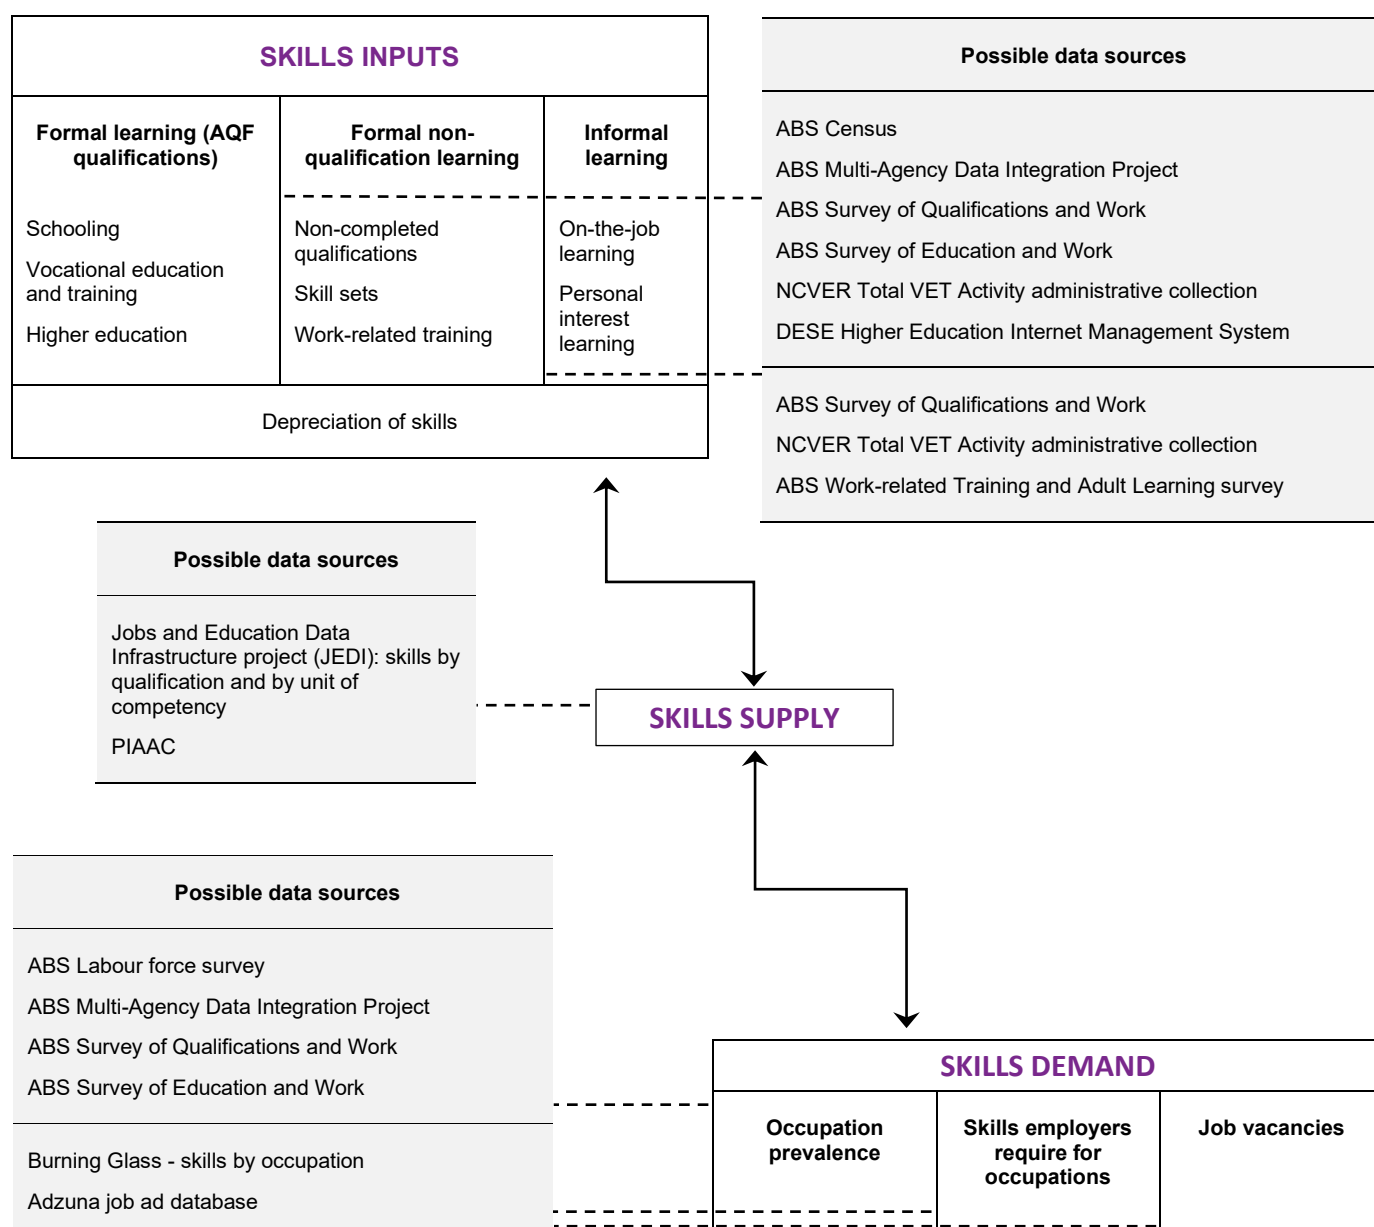 SKILLS INPUTS
Formal learning (AQF
qualifications)
Schooling
Vocational education
and training
Higher education
Formal non-
qualification learning
Non-completed
qualifications
Skill sets
Work-related training
Informal
learning
On-the-job
learning
Personal
interest
learning
Depreciation of skills
Possible data sources
ABS Census
ABS Multi-Agency Data Integration Project
ABS Survey of Qualifications and Work
ABS Survey of Education and Work
NCVER Total VET Activity administrative collection
DESE Higher Education Internet Management System
ABS Survey of Qualifications and Work
NCVER Total VET Activity administrative collection
ABS Work-related Training and Adult Learning survey
Possible data sources
Jobs and Education Data
Infrastructure project (JEDI): skills by
qualification and by unit of
competency
PIAAC
SKILLS SUPPLY
Possible data sources
ABS Labour force survey
ABS Multi-Agency Data Integration Project
ABS Survey of Qualifications and Work
ABS Survey of Education and Work
Burning Glass - skills by occupation
Adzuna job ad database
SKILLS DEMAND
Occupation
prevalence
Skills employers
require for
occupations
Job vacancies